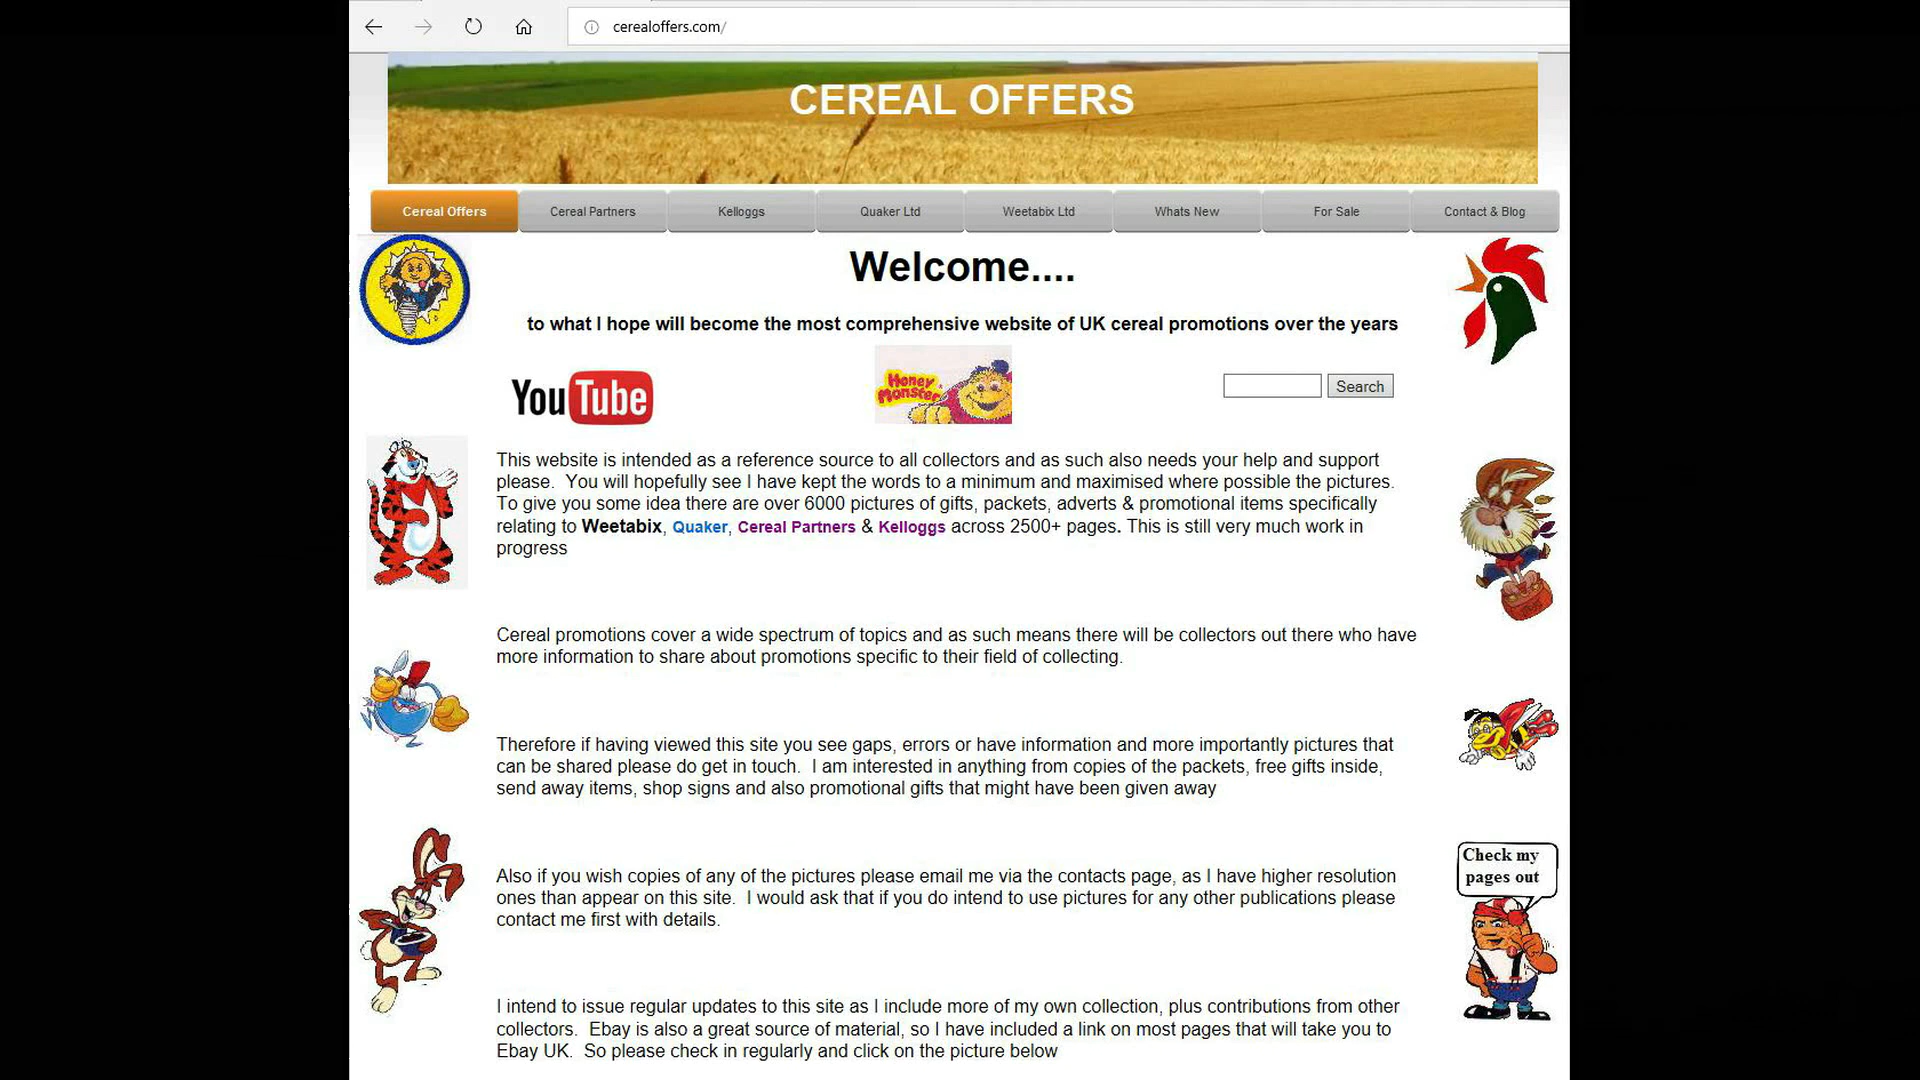 cerealoffers.com/
CEREAL OFFERS
Cereal Offers
Cereal Partners
Kelloggs
Quaker Ltd
Weetabix Ltd
Whats New
For Sale
Contact & Blog
Welcome....
to what I hope will become the most comprehensive website of UK cereal promotions over the years
YouTube
Honey
Monster
Search
This website is intended as a reference source to all collectors and as such also needs your help and support
please.  You will hopefully see I have kept the words to a minimum and maximised where possible the pictures.
To give you some idea there are over 6000 pictures of gifts, packets, adverts & promotional items specifically
relating to Weetabix, Quaker, Cereal Partners & Kelloggs across 2500+ pages. This is still very much work in
progress
Cereal promotions cover a wide spectrum of topics and as such means there will be collectors out there who have
more information to share about promotions specific to their field of collecting.
Therefore if having viewed this site you see gaps, errors or have information and more importantly pictures that
can be shared please do get in touch.  I am interested in anything from copies of the packets, free gifts inside,
send away items, shop signs and also promotional gifts that might have been given away
Check my
pages out
Also if you wish copies of any of the pictures please email me via the contacts page, as I have higher resolution
ones than appear on this site.  I would ask that if you do intend to use pictures for any other publications please
contact me first with details.
I intend to issue regular updates to this site as I include more of my own collection, plus contributions from other
collectors.  Ebay is also a great source of material, so I have included a link on most pages that will take you to
Ebay UK.  So please check in regularly and click on the picture below